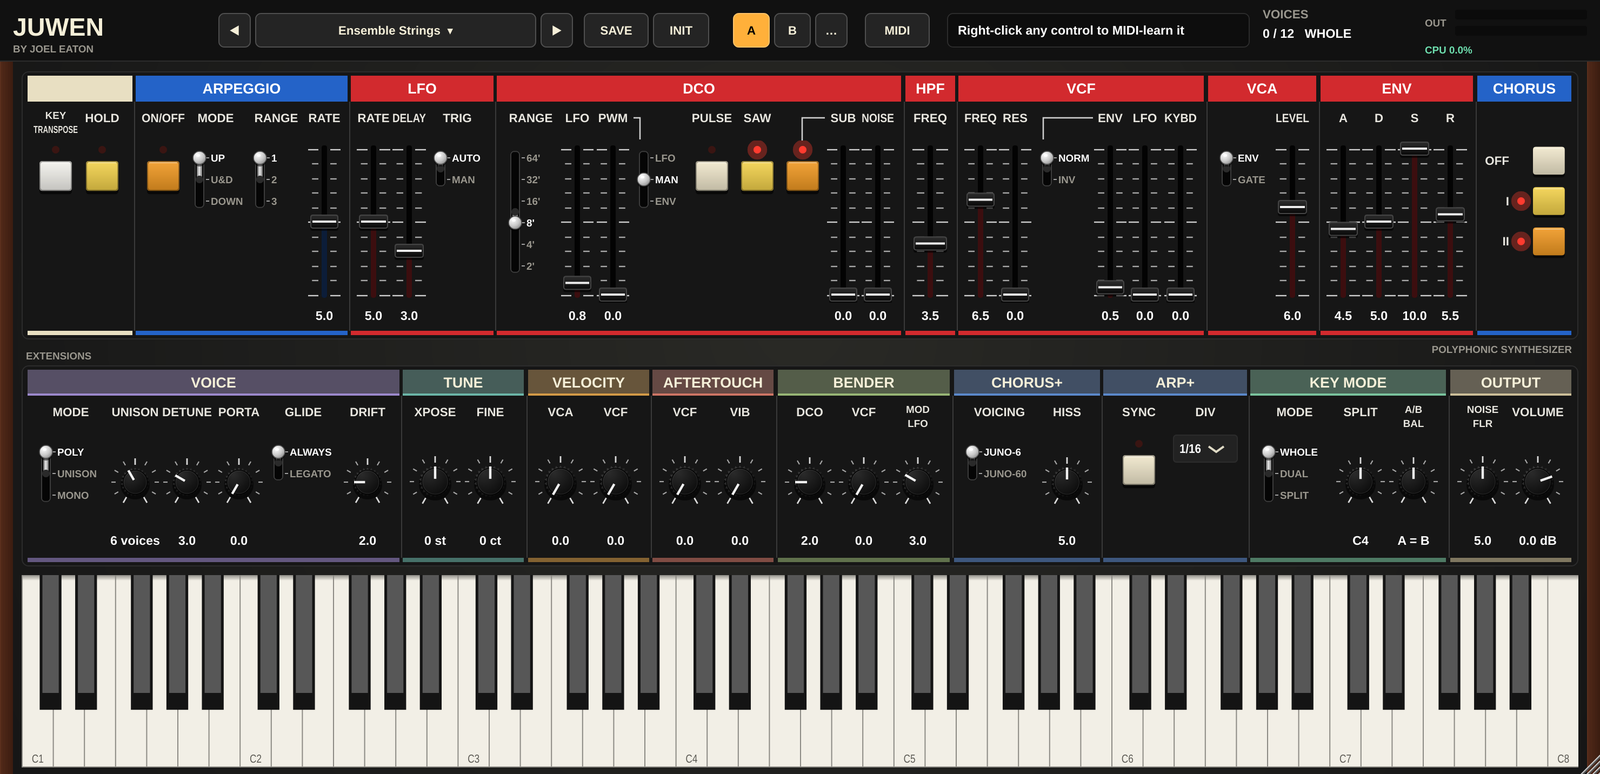 JUWEN
BY JOEL EATON
◀ Ensemble Strings ▼ ▶ SAVE INIT A B ... MIDI Right-click any control to MIDI-learn it
VOICES
0 / 12 WHOLE
OUT
CPU 0.0%
ARPEGGIO LFO DCO HPF VCF VCA ENV CHORUS
KEY TRANSPOSE HOLD
ON/OFF MODE RANGE RATE
UP
U&D
DOWN
1
2
3
5.0
RATE DELAY TRIG
AUTO
MAN
5.0 3.0
RANGE LFO PWM PULSE SAW SUB NOISE
64'
32'
16'
8'
4'
2'
LFO
MAN
ENV
0.8 0.0 0.0 0.0
FREQ
3.5
FREQ RES ENV LFO KYBD
NORM
INV
6.5 0.0 0.5 0.0 0.0
LEVEL
ENV
GATE
6.0
A D S R
4.5 5.0 10.0 5.5
OFF
I
II
EXTENSIONS
POLYPHONIC SYNTHESIZER
VOICE TUNE VELOCITY AFTERTOUCH BENDER CHORUS+ ARP+ KEY MODE OUTPUT
MODE UNISON DETUNE PORTA GLIDE DRIFT
POLY
UNISON
MONO
ALWAYS
LEGATO
6 voices 3.0 0.0 2.0
XPOSE FINE
0 st 0 ct
VCA VCF
0.0 0.0
VCF VIB
0.0 0.0
DCO VCF MOD LFO
2.0 0.0 3.0
VOICING HISS
JUNO-6
JUNO-60
5.0
SYNC DIV
1/16
MODE SPLIT A/B BAL
WHOLE
DUAL
SPLIT
C4 A = B
NOISE FLR VOLUME
5.0 0.0 dB
C1 C2 C3 C4 C5 C6 C7 C8